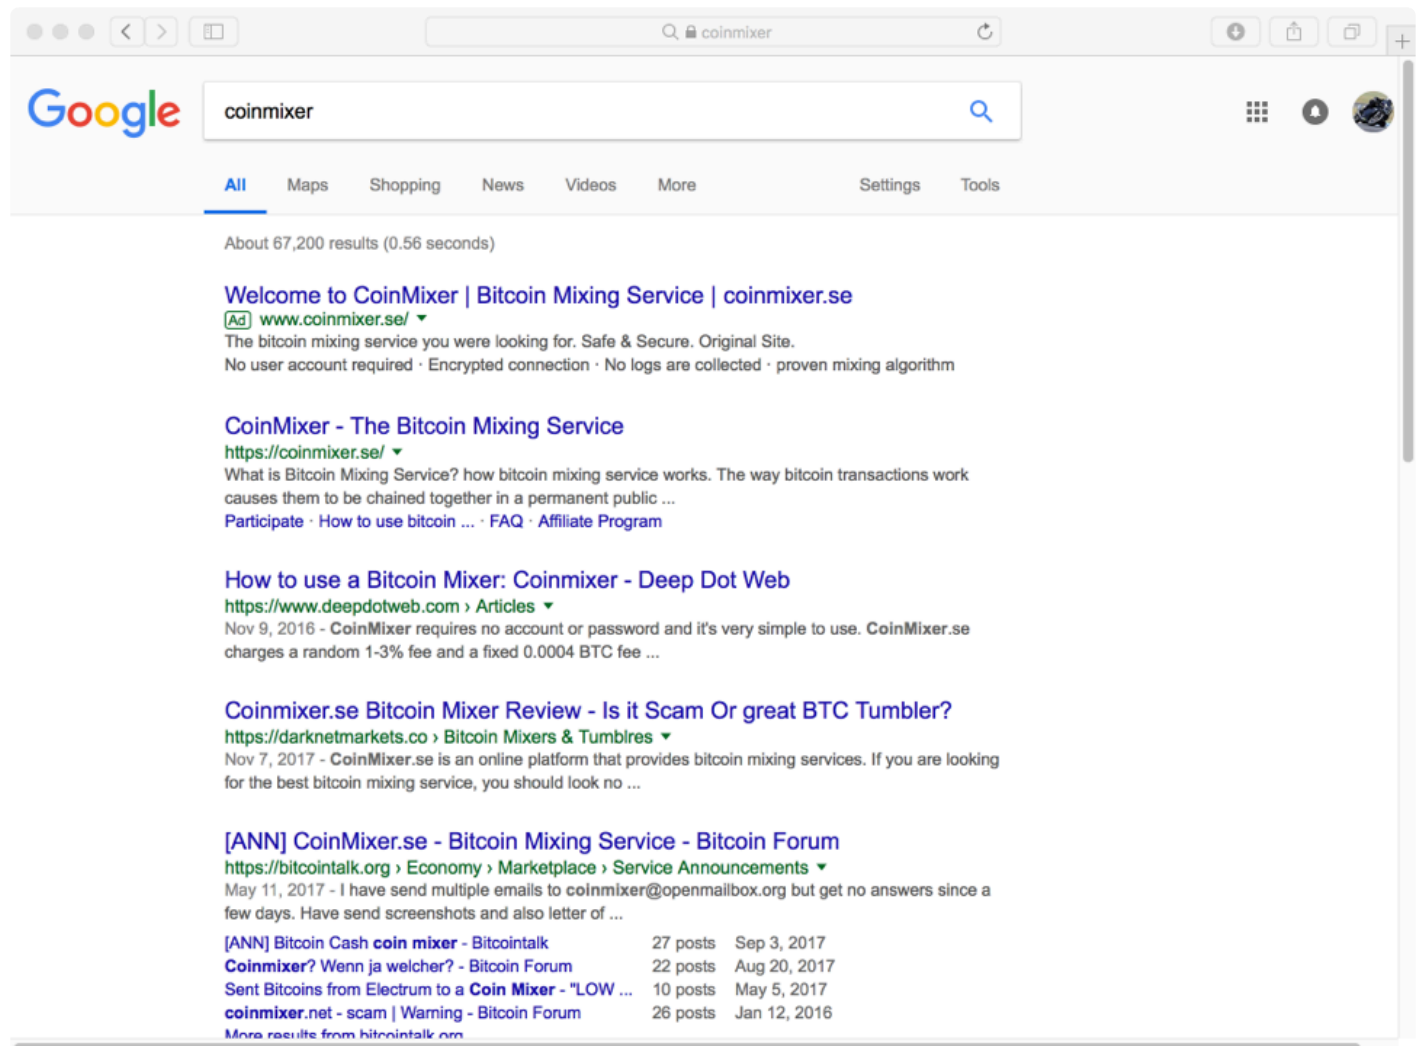 coinmixer
Google
coinmixer
All Maps Shopping News Videos More Settings Tools
About 67,200 results (0.56 seconds)
Welcome to CoinMixer | Bitcoin Mixing Service | coinmixer.se
Ad www.coinmixer.se/
The bitcoin mixing service you were looking for. Safe & Secure. Original Site.
No user account required · Encrypted connection · No logs are collected · proven mixing algorithm
CoinMixer - The Bitcoin Mixing Service
https://coinmixer.se/
What is Bitcoin Mixing Service? how bitcoin mixing service works. The way bitcoin transactions work
causes them to be chained together in a permanent public ...
Participate · How to use bitcoin ... · FAQ · Affiliate Program
How to use a Bitcoin Mixer: Coinmixer - Deep Dot Web
https://www.deepdotweb.com › Articles
Nov 9, 2016 - CoinMixer requires no account or password and it's very simple to use. CoinMixer.se
charges a random 1-3% fee and a fixed 0.0004 BTC fee ...
Coinmixer.se Bitcoin Mixer Review - Is it Scam Or great BTC Tumbler?
https://darknetmarkets.co › Bitcoin Mixers & Tumblres
Nov 7, 2017 - CoinMixer.se is an online platform that provides bitcoin mixing services. If you are looking
for the best bitcoin mixing service, you should look no ...
[ANN] CoinMixer.se - Bitcoin Mixing Service - Bitcoin Forum
https://bitcointalk.org › Economy › Marketplace › Service Announcements
May 11, 2017 - I have send multiple emails to coinmixer@openmailbox.org but get no answers since a
few days. Have send screenshots and also letter of ...
[ANN] Bitcoin Cash coin mixer - Bitcointalk 27 posts Sep 3, 2017
Coinmixer? Wenn ja welcher? - Bitcoin Forum 22 posts Aug 20, 2017
Sent Bitcoins from Electrum to a Coin Mixer - "LOW ... 10 posts May 5, 2017
coinmixer.net - scam | Warning - Bitcoin Forum 26 posts Jan 12, 2016
More results from bitcointalk.org